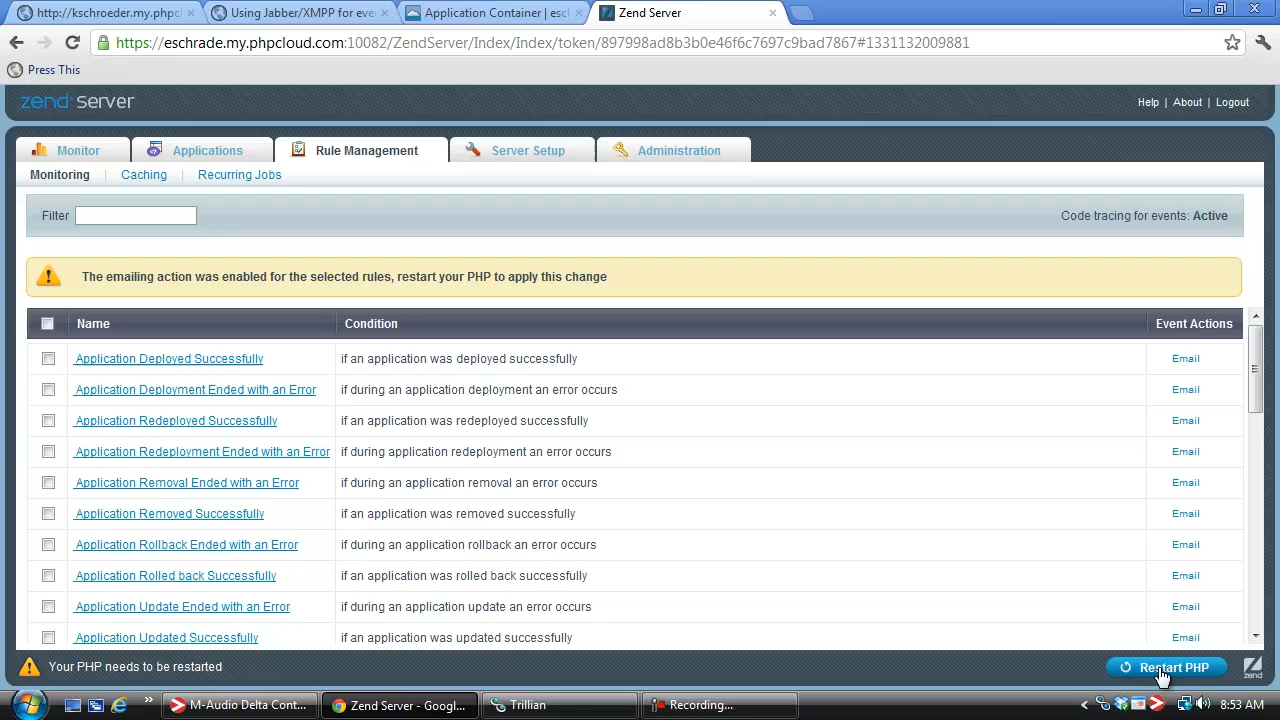 http://kschroeder.my.phpcl
Using Jabber/XMPP for eve
Application Container | escl
Zend Server
https://eschrade.my.phpcloud.com:10082/ZendServer/Index/Index/token/897998ad8b3b0e46f6c7697c9bad7867#1331132009881
Press This
zend server
Help | About | Logout
Monitor
Applications
Rule Management
Server Setup
Administration
Monitoring | Caching | Recurring Jobs
Filter
Code tracing for events: Active
The emailing action was enabled for the selected rules, restart your PHP to apply this change
Name Condition Event Actions
Application Deployed Successfully if an application was deployed successfully Email
Application Deployment Ended with an Error if during an application deployment an error occurs Email
Application Redeployed Successfully if an application was redeployed successfully Email
Application Redeployment Ended with an Error if during application redeployment an error occurs Email
Application Removal Ended with an Error if during an application removal an error occurs Email
Application Removed Successfully if an application was removed successfully Email
Application Rollback Ended with an Error if during an application rollback an error occurs Email
Application Rolled back Successfully if an application was rolled back successfully Email
Application Update Ended with an Error if during an application update an error occurs Email
Application Updated Successfully if an application was updated successfully Email
Your PHP needs to be restarted
Restart PHP
zend
M-Audio Delta Cont...
Zend Server - Googl...
Trillian
Recording...
8:53 AM